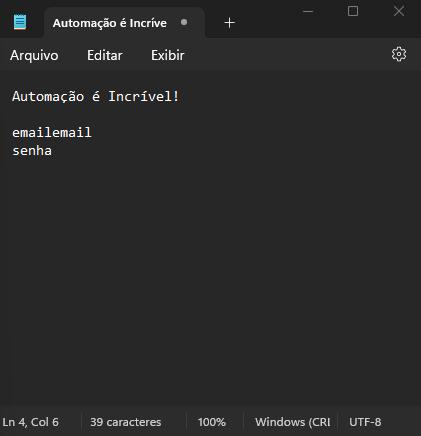 Automação é Incríve
Arquivo Editar Exibir
Automação é Incrível!
emailemail
senha
Ln 4, Col 6 39 caracteres 100% Windows (CRI UTF-8